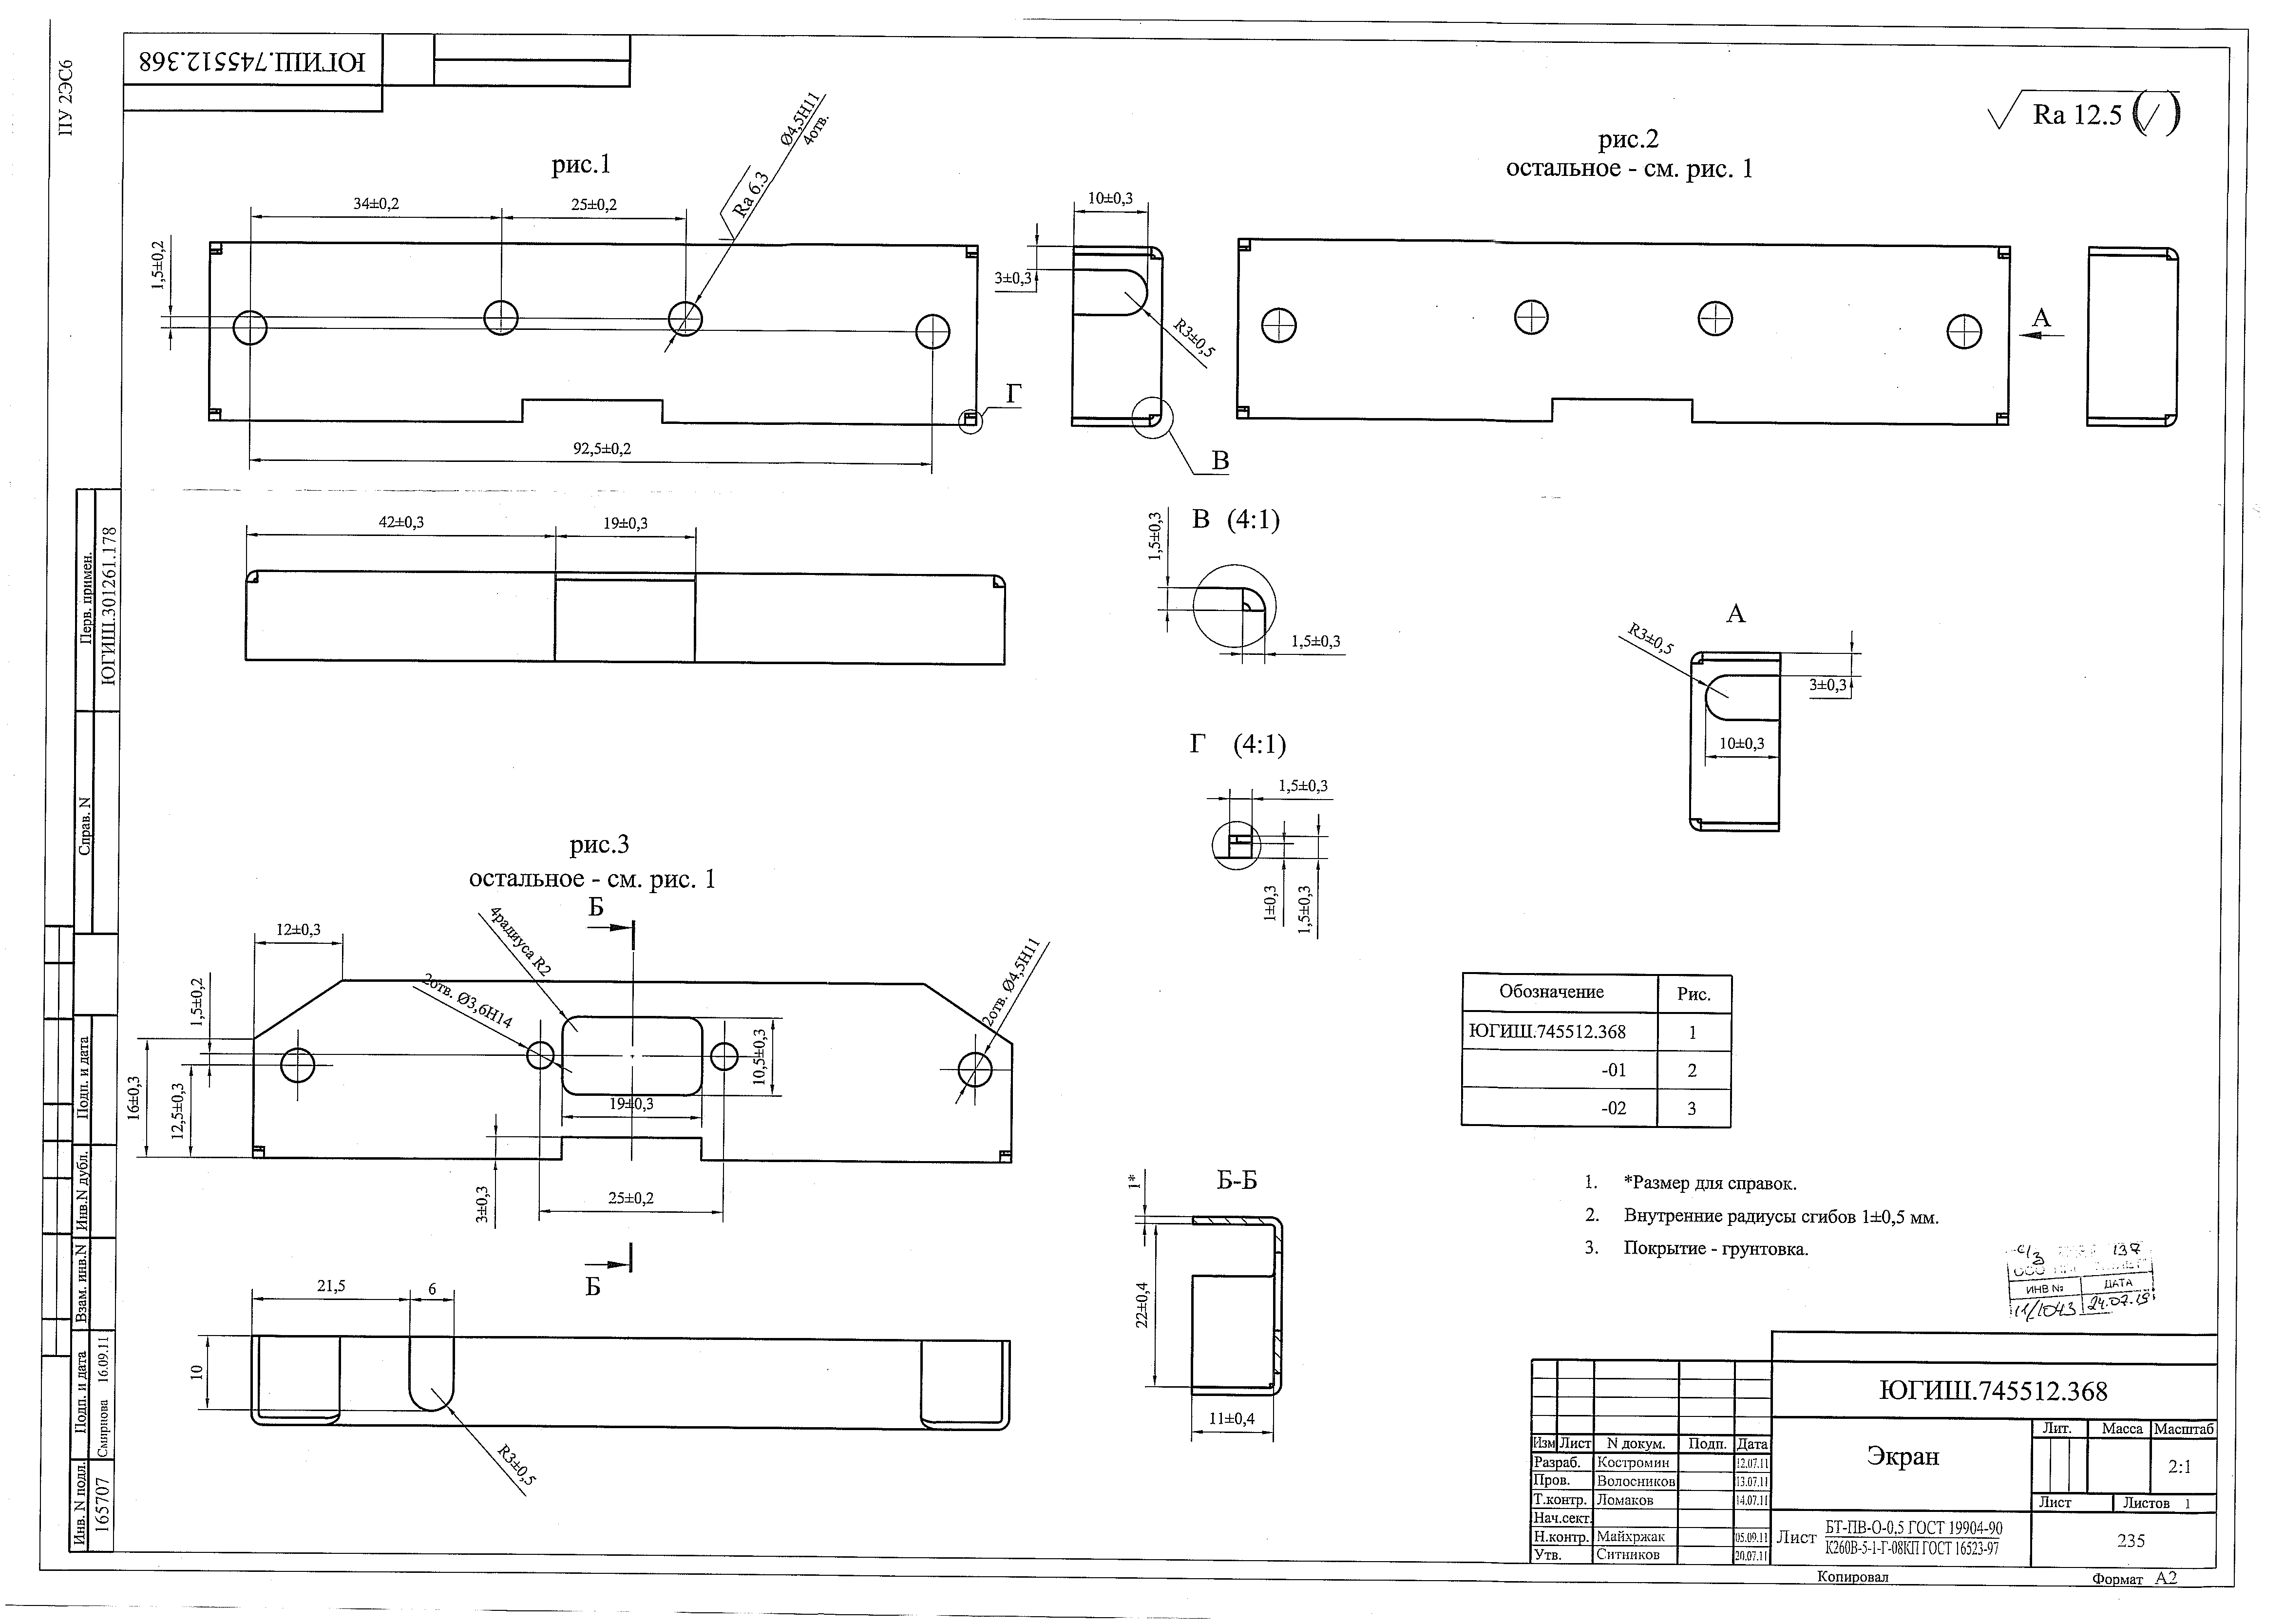 ПУ 2ЭС6
ЮГИШ.745512.368
Ra 12.5
рис.1
34±0,2
25±0,2
1,5±0,2
Ra 6.3
Ø4,5H11
4отв.
92,5±0,2
Г
10±0,3
3±0,3
R3±0,5
В
рис.2
остальное - см. рис. 1
А
42±0,3
19±0,3
В (4:1)
1,5±0,3
1,5±0,3
Г (4:1)
1,5±0,3
1±0,3
1,5±0,3
А
R3±0,5
3±0,3
10±0,3
рис.3
остальное - см. рис. 1
Б
12±0,3
4радиуса R2
2отв. Ø3,6H14
2отв. Ø4,5H11
1,5±0,2
16±0,3
12,5±0,3
10,5±0,3
19±0,3
3±0,3
25±0,2
Б
21,5
6
10
R3±0,5
Б-Б
1*
22±0,4
11±0,4
Обозначение Рис.
ЮГИШ.745512.368 1
-01 2
-02 3
1. *Размер для справок.
2. Внутренние радиусы сгибов 1±0,5 мм.
3. Покрытие - грунтовка.
137
ИНВ № ДАТА
11/1043 24.07.18
Перв. примен.
ЮГИШ.301261.178
Справ. N
Подп. и дата
Инв.N дубл.
Взам. инв.N
Подп. и дата
Смирнова 16.09.11
Инв. N подл.
165707
ЮГИШ.745512.368
Изм Лист N докум. Подп. Дата
Разраб. Костромин 12.07.11
Пров. Волосников 13.07.11
Т.контр. Ломаков 14.07.11
Нач.сект.
Н.контр. Майхржак 05.09.11
Утв. Ситников 20.07.11
Экран
Лит. Масса Масштаб
2:1
Лист Листов 1
Лист БТ-ПВ-О-0,5 ГОСТ 19904-90
К260В-5-1-Г-08КП ГОСТ 16523-97
235
Копировал
Формат А2